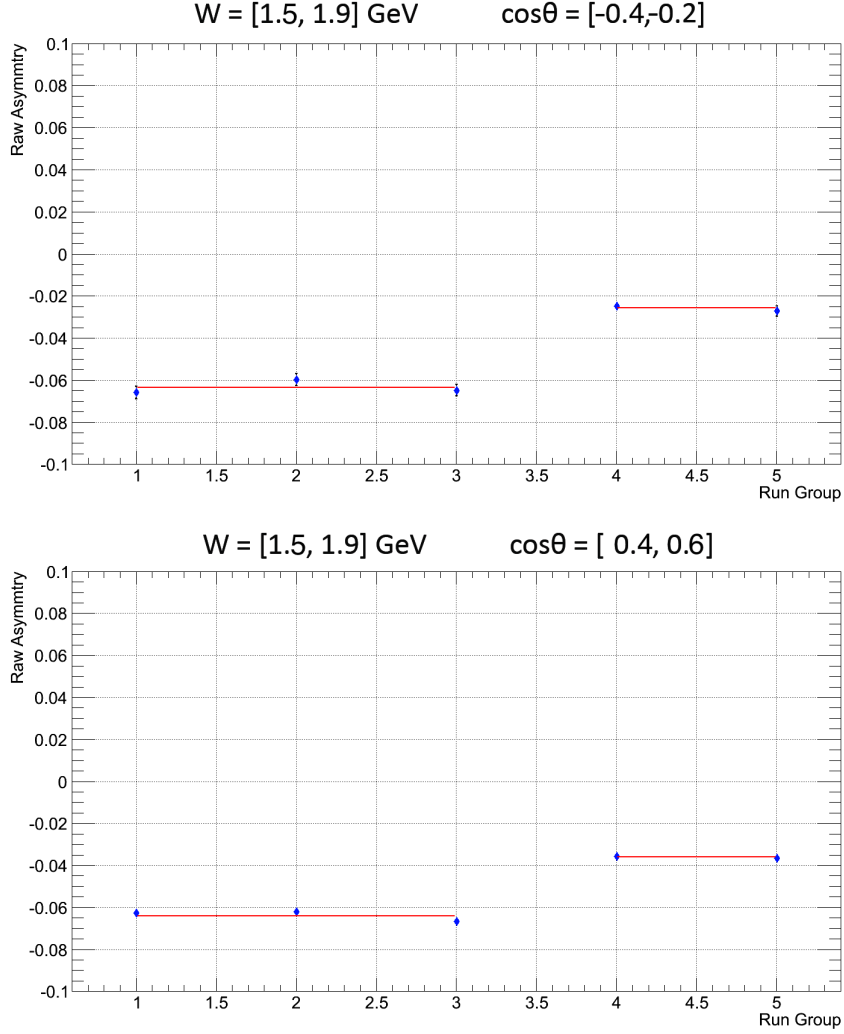 W = [1.5, 1.9] GeV cosθ = [-0.4,-0.2]
Raw Asymmtry
0.1
0.08
0.06
0.04
0.02
0
-0.02
-0.04
-0.06
-0.08
-0.1
1 1.5 2 2.5 3 3.5 4 4.5 5
Run Group
W = [1.5, 1.9] GeV cosθ = [ 0.4, 0.6]
Raw Asymmtry
0.1
0.08
0.06
0.04
0.02
0
-0.02
-0.04
-0.06
-0.08
-0.1
1 1.5 2 2.5 3 3.5 4 4.5 5
Run Group